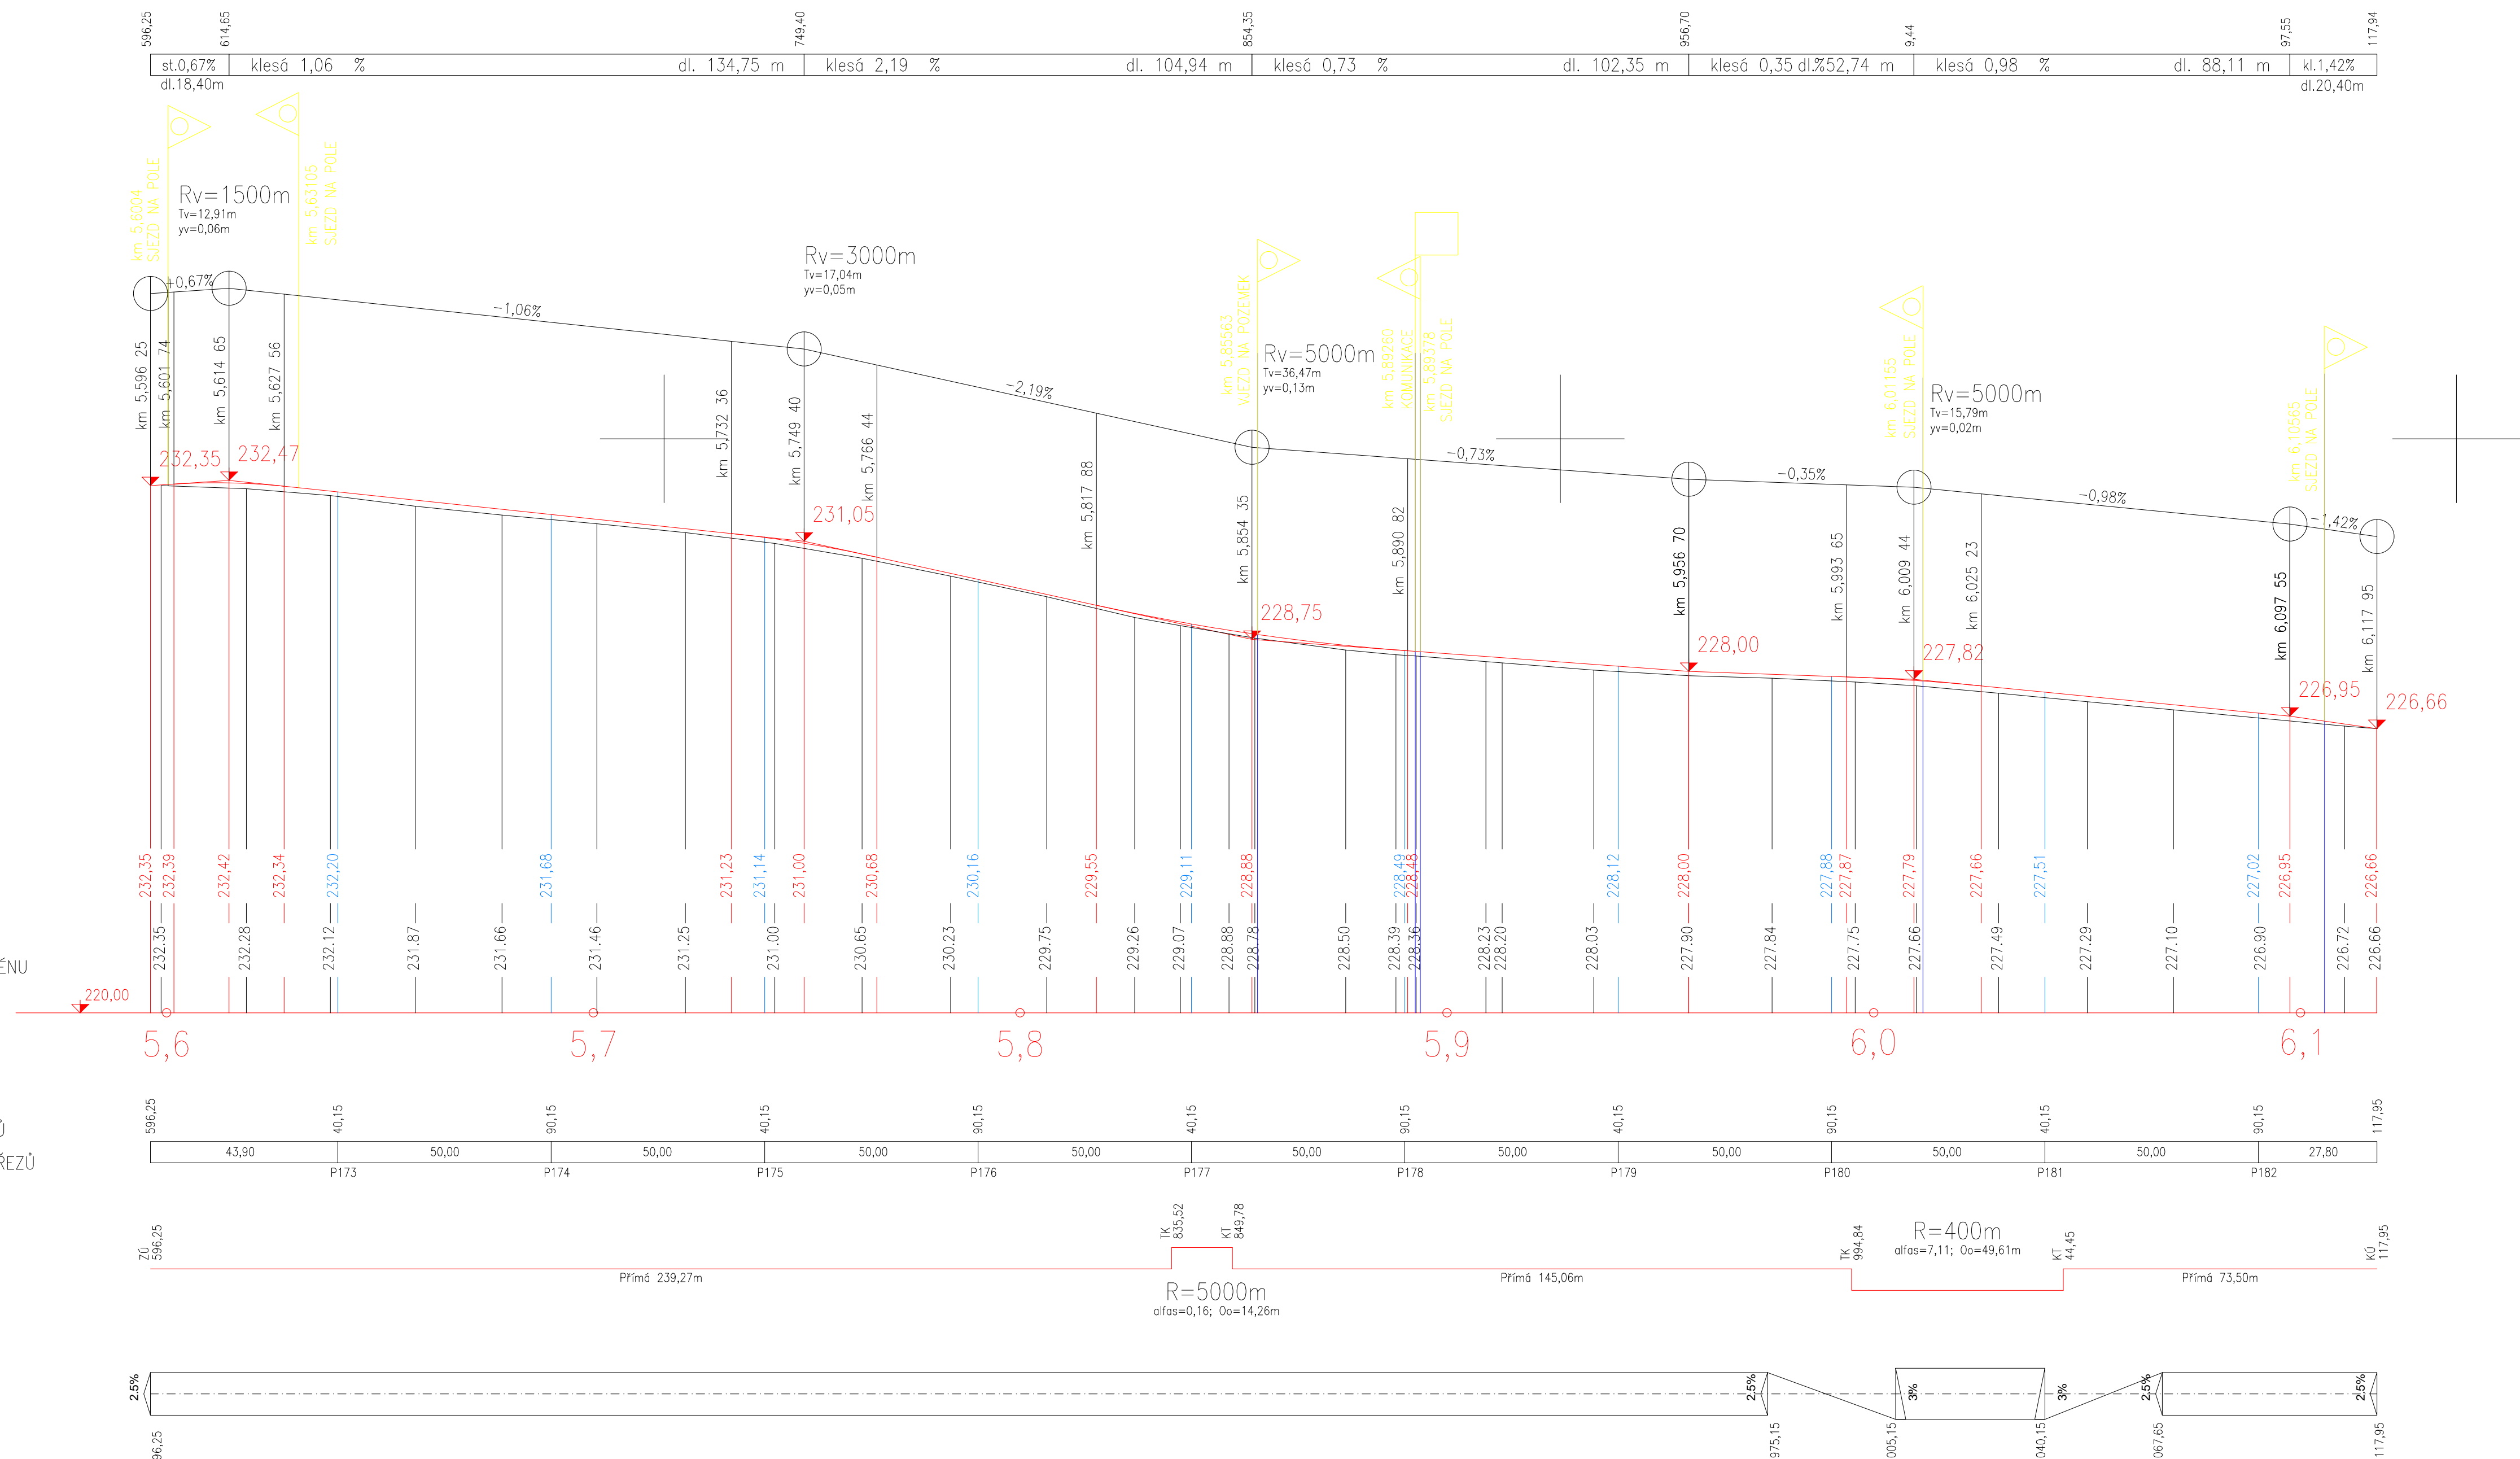 596,25
614,65
749,40
854,35
956,70
9,44
97,55
117,94
st.0,67%
klesá 1,06 %
dl. 134,75 m
klesá 2,19 %
dl. 104,94 m
klesá 0,73 %
dl. 102,35 m
klesá 0,35 dl.%52,74 m
klesá 0,98 %
dl. 88,11 m
kl.1,42%
dl.18,40m
dl.20,40m
km 5,6004
SJEZD NA POLE
Rv=1500m
Tv=12,91m
yv=0,06m
km 5,63105
SJEZD NA POLE
Rv=3000m
Tv=17,04m
yv=0,05m
km 5,85563
VJEZD NA POZEMEK
Rv=5000m
Tv=36,47m
yv=0,13m
km 5,89260
KOMUNIKACE
km 5,89378
SJEZD NA POLE
km 6,01155
SJEZD NA POLE
Rv=5000m
Tv=15,79m
yv=0,02m
km 6,10565
SJEZD NA POLE
+0,67%
-1,06%
-2,19%
-0,73%
-0,35%
-0,98%
-1,42%
km 5,596 25
km 5,601 74
km 5,614 65
km 5,627 56
km 5,732 36
km 5,749 40
km 5,766 44
km 5,817 88
km 5,854 35
km 5,890 82
km 5,956 70
km 5,993 65
km 6,009 44
km 6,025 23
km 6,097 55
km 6,117 95
232,35
232,47
231,05
228,75
228,00
227,82
226,95
226,66
232,35
232,39
232,42
232,34
232,20
231,68
231,23
231,14
231,00
230,68
230,16
229,55
229,11
228,88
228,49
228,48
228,12
228,00
227,88
227,87
227,79
227,66
227,51
227,02
226,95
226,66
232.35
232.28
232.12
231.87
231.66
231.46
231.25
231.00
230.65
230.23
229.75
229.26
229.07
228.88
228.78
228.50
228.39
228.36
228.23
228.20
228.03
227.90
227.84
227.75
227.66
227.49
227.29
227.10
226.90
226.72
226.66
ĚNU
220,00
5,6
5,7
5,8
5,9
6,0
6,1
596,25
40,15
90,15
40,15
90,15
40,15
90,15
40,15
90,15
40,15
90,15
117,95
Ů
43,90
50,00
50,00
50,00
50,00
50,00
50,00
50,00
50,00
50,00
27,80
ŘEZŮ
P173
P174
P175
P176
P177
P178
P179
P180
P181
P182
ZÚ
596,25
TK
835,52
KT
849,78
TK
994,84
R=400m
alfas=7,11; Oo=49,61m
KT
44,45
KÚ
117,95
Přímá 239,27m
R=5000m
alfas=0,16; Oo=14,26m
Přímá 145,06m
Přímá 73,50m
2.5%
2.5%
3%
3%
2.5%
2.5%
96,25
975,15
005,15
040,15
067,65
117,95